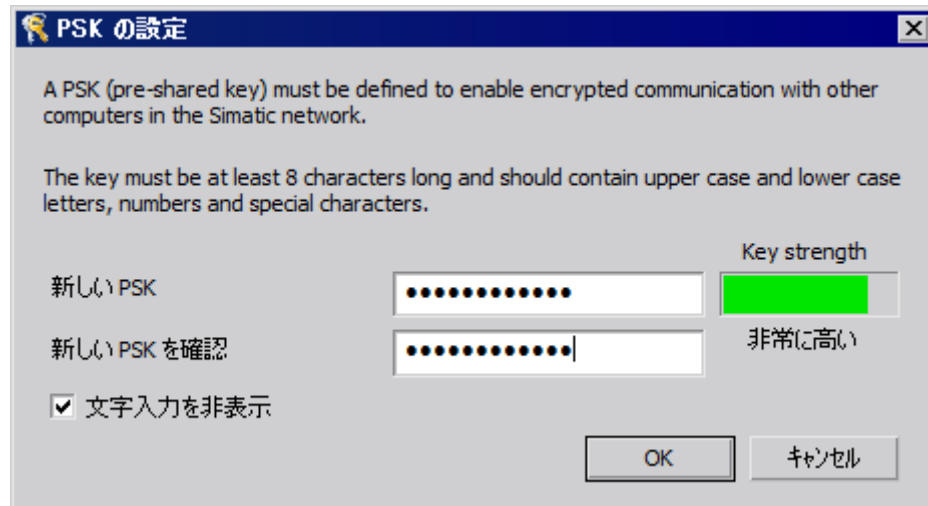 PSK の設定
A PSK (pre-shared key) must be defined to enable encrypted communication with other
computers in the Simatic network.
The key must be at least 8 characters long and should contain upper case and lower case
letters, numbers and special characters.
Key strength
新しい PSK
••••••••••••
新しい PSK を確認
••••••••••••
非常に高い
文字入力を非表示
OK
キャンセル